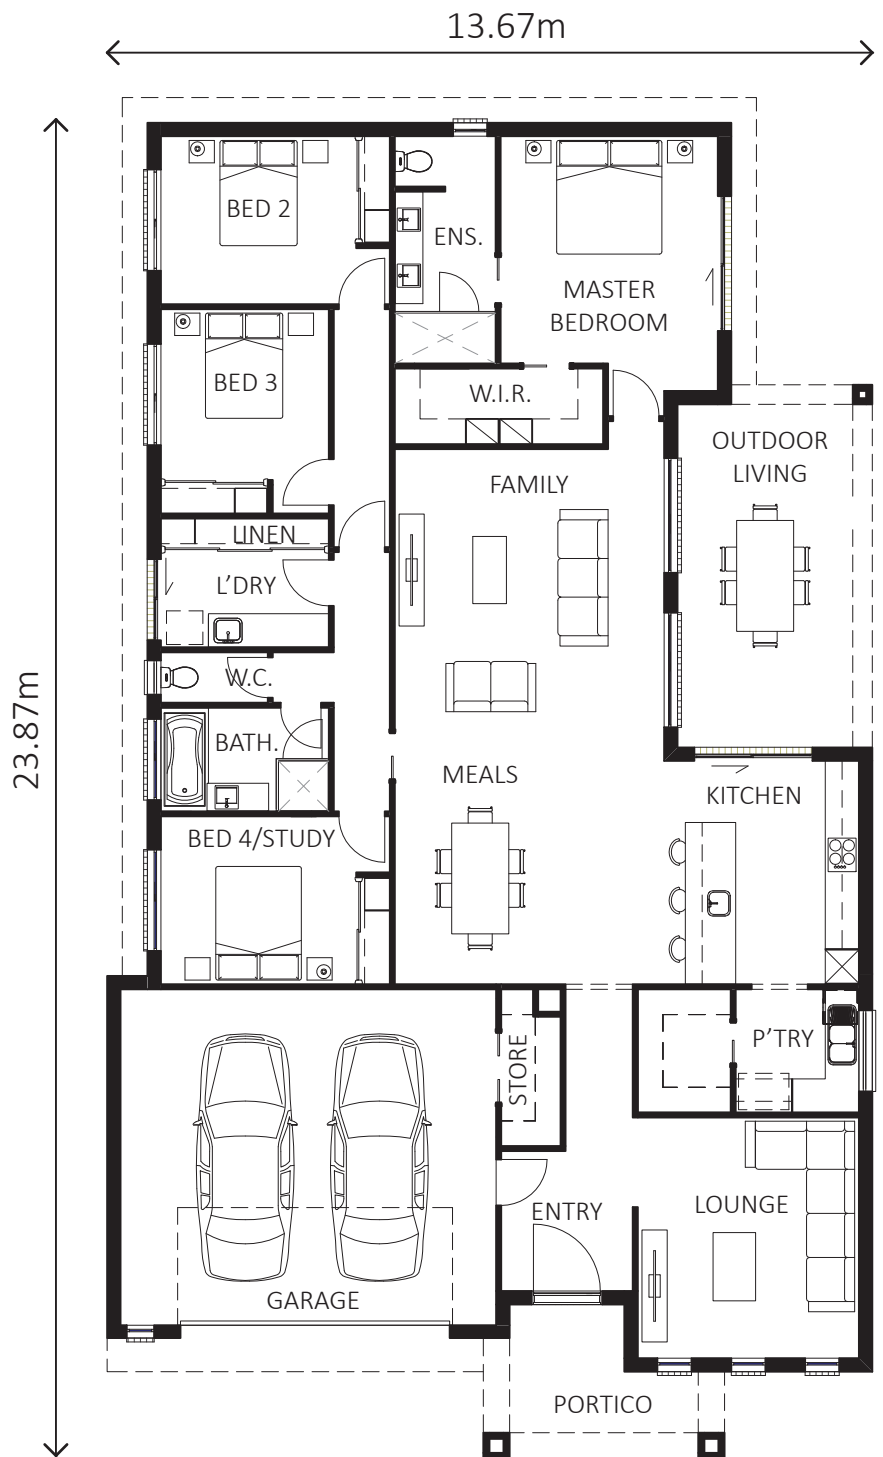 13.67m
23.87m
BED 2
ENS.
MASTER
BEDROOM
BED 3
W.I.R.
OUTDOOR
LIVING
FAMILY
LINEN
L'DRY
W.C.
BATH.
MEALS
KITCHEN
BED 4/STUDY
STORE
P'TRY
ENTRY
LOUNGE
GARAGE
PORTICO